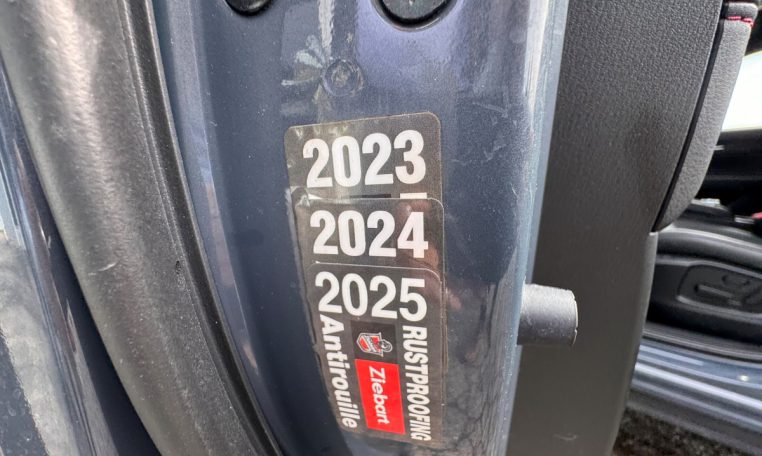 2023
2024
2025
RUSTPROOFING
Ziebart
Antirouille